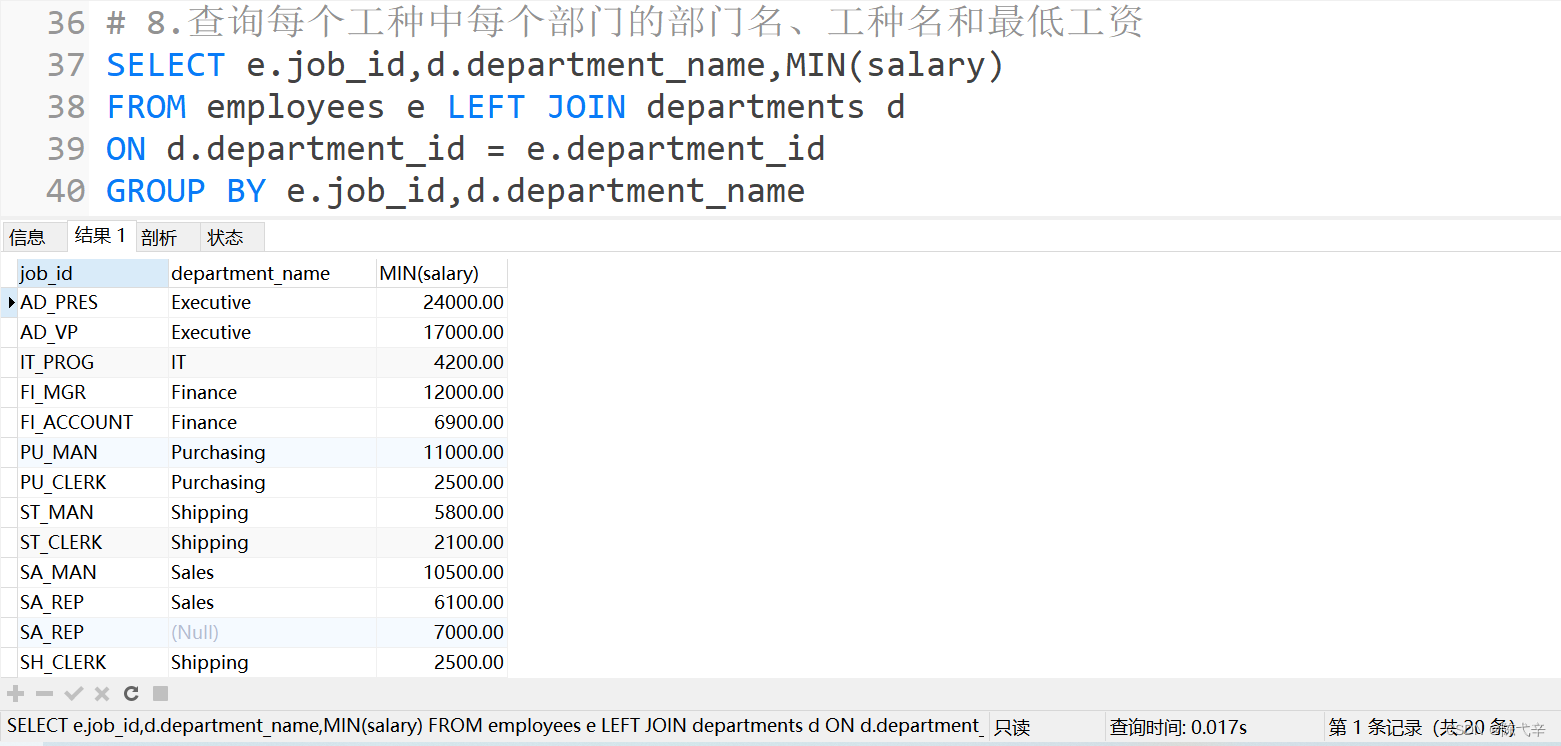 36 # 8.查询每个工种中每个部门的部门名、工种名和最低工资
37 SELECT e.job_id,d.department_name,MIN(salary)
38 FROM employees e LEFT JOIN departments d
39 ON d.department_id = e.department_id
40 GROUP BY e.job_id,d.department_name
信息 结果 1 剖析 状态
job_id department_name MIN(salary)
AD_PRES Executive 24000.00
AD_VP Executive 17000.00
IT_PROG IT 4200.00
FI_MGR Finance 12000.00
FI_ACCOUNT Finance 6900.00
PU_MAN Purchasing 11000.00
PU_CLERK Purchasing 2500.00
ST_MAN Shipping 5800.00
ST_CLERK Shipping 2100.00
SA_MAN Sales 10500.00
SA_REP Sales 6100.00
SA_REP (Null) 7000.00
SH_CLERK Shipping 2500.00
SELECT e.job_id,d.department_name,MIN(salary) FROM employees e LEFT JOIN departments d ON d.department_ 只读 查询时间: 0.017s 第 1 条记录（共 20 条）